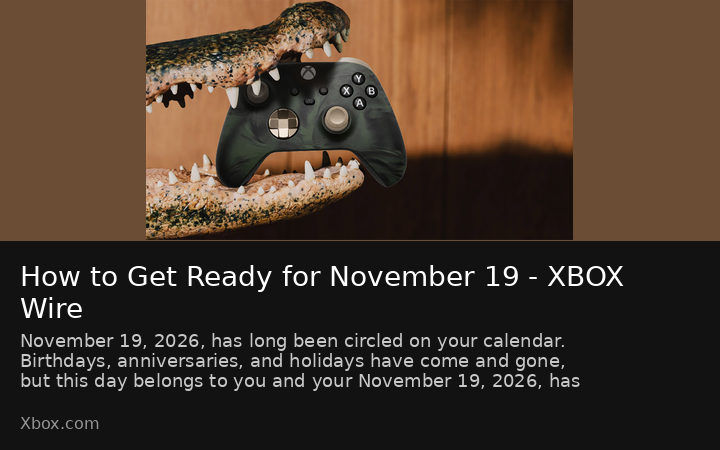 Y
X B
A
How to Get Ready for November 19 - XBOX
Wire
November 19, 2026, has long been circled on your calendar.
Birthdays, anniversaries, and holidays have come and gone,
but this day belongs to you and your November 19, 2026, has
Xbox.com